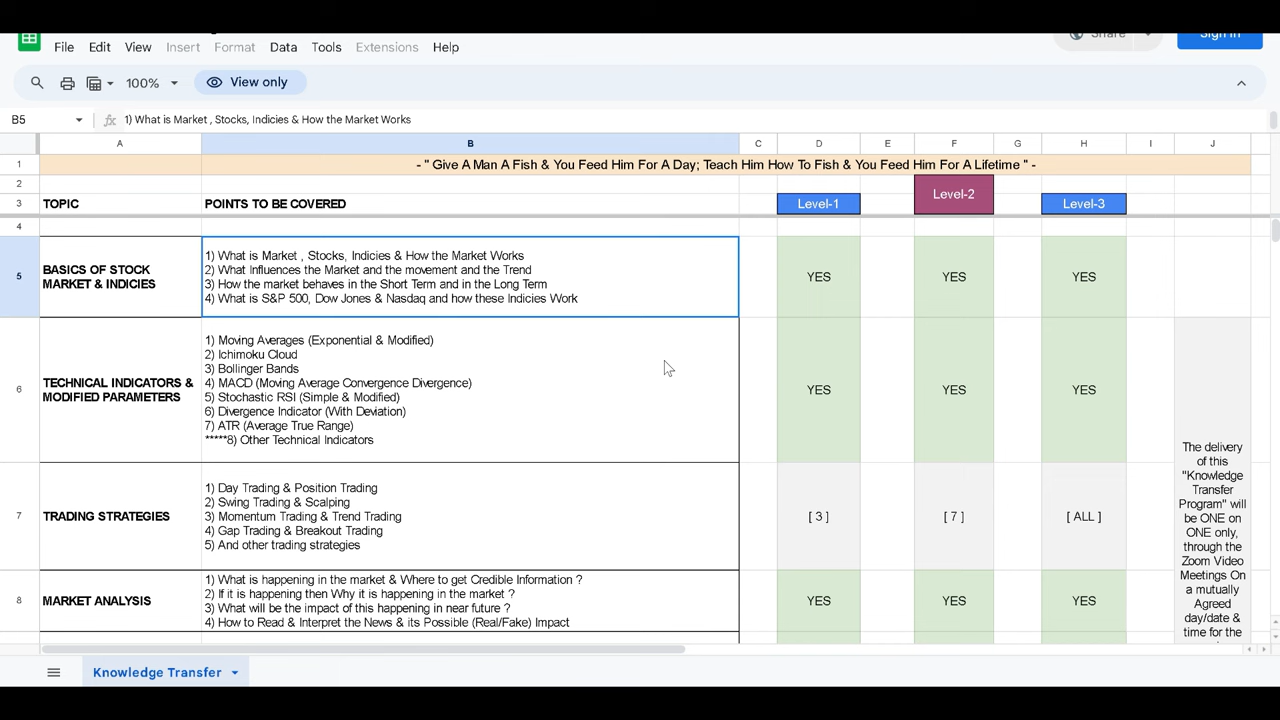 Share
Sign in
File Edit View Insert Format Data Tools Extensions Help
100% View only
B5 fx 1) What is Market , Stocks, Indicies & How the Market Works
A B C D E F G H I J
1 - " Give A Man A Fish & You Feed Him For A Day; Teach Him How To Fish & You Feed Him For A Lifetime " -
2 Level-2
3 TOPIC POINTS TO BE COVERED Level-1 Level-3
4
5
BASICS OF STOCK
MARKET & INDICIES
1) What is Market , Stocks, Indicies & How the Market Works
2) What Influences the Market and the movement and the Trend
3) How the market behaves in the Short Term and in the Long Term
4) What is S&P 500, Dow Jones & Nasdaq and how these Indicies Work
YES YES YES
6
TECHNICAL INDICATORS &
MODIFIED PARAMETERS
1) Moving Averages (Exponential & Modified)
2) Ichimoku Cloud
3) Bollinger Bands
4) MACD (Moving Average Convergence Divergence)
5) Stochastic RSI (Simple & Modified)
6) Divergence Indicator (With Deviation)
7) ATR (Average True Range)
*****8) Other Technical Indicators
YES YES YES
7
TRADING STRATEGIES
1) Day Trading & Position Trading
2) Swing Trading & Scalping
3) Momentum Trading & Trend Trading
4) Gap Trading & Breakout Trading
5) And other trading strategies
[ 3 ] [ 7 ] [ ALL ]
8
MARKET ANALYSIS
1) What is happening in the market & Where to get Credible Information ?
2) If it is happening then Why it is happening in the market ?
3) What will be the impact of this happening in near future ?
4) How to Read & Interpret the News & its Possible (Real/Fake) Impact
YES YES YES
The delivery
of this
"Knowledge
Transfer
Program" will
be ONE on
ONE only,
through the
Zoom Video
Meetings On
a mutually
Agreed
day/date &
time for the
Knowledge Transfer